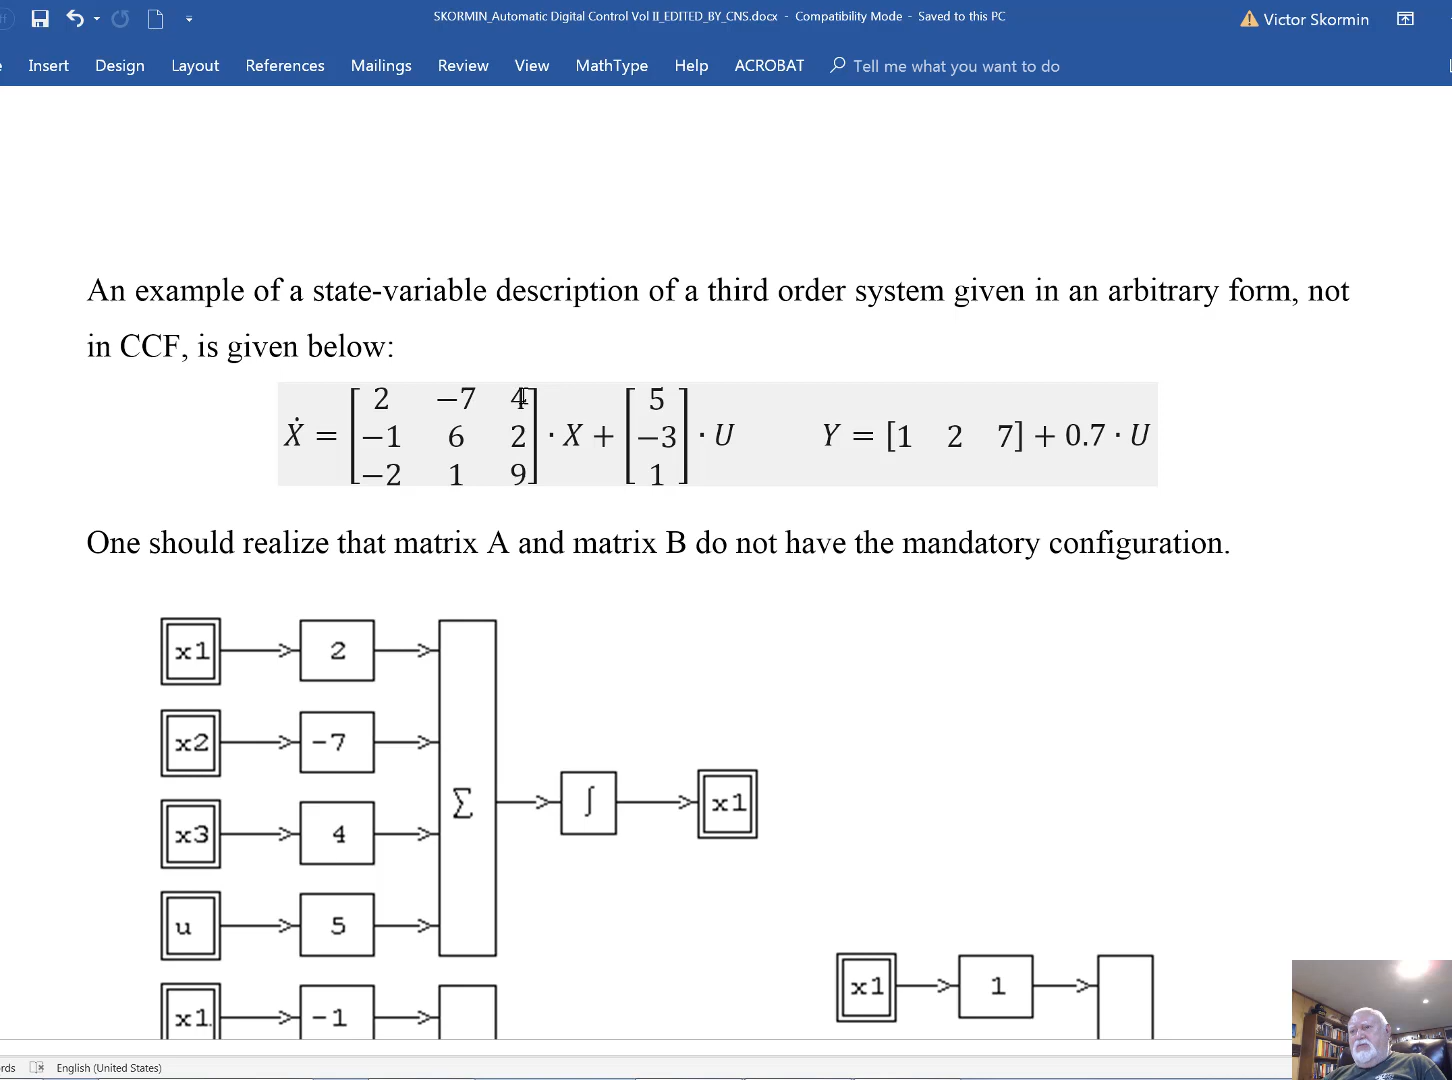 SKORMIN_Automatic Digital Control Vol II_EDITED_BY_CNS.docx - Compatibility Mode - Saved to this PC
Victor Skormin
Insert Design Layout References Mailings Review View MathType Help ACROBAT Tell me what you want to do
An example of a state-variable description of a third order system given in an arbitrary form, not
in CCF, is given below:
Ẋ = [2 −7 4; −1 6 2; −2 1 9] · X + [5; −3; 1] · U Y = [1 2 7] + 0.7 · U
One should realize that matrix A and matrix B do not have the mandatory configuration.
x1 2
x2 -7
x3 4
∑ ∫ x1
u 5
x1 -1
x1 1
English (United States)